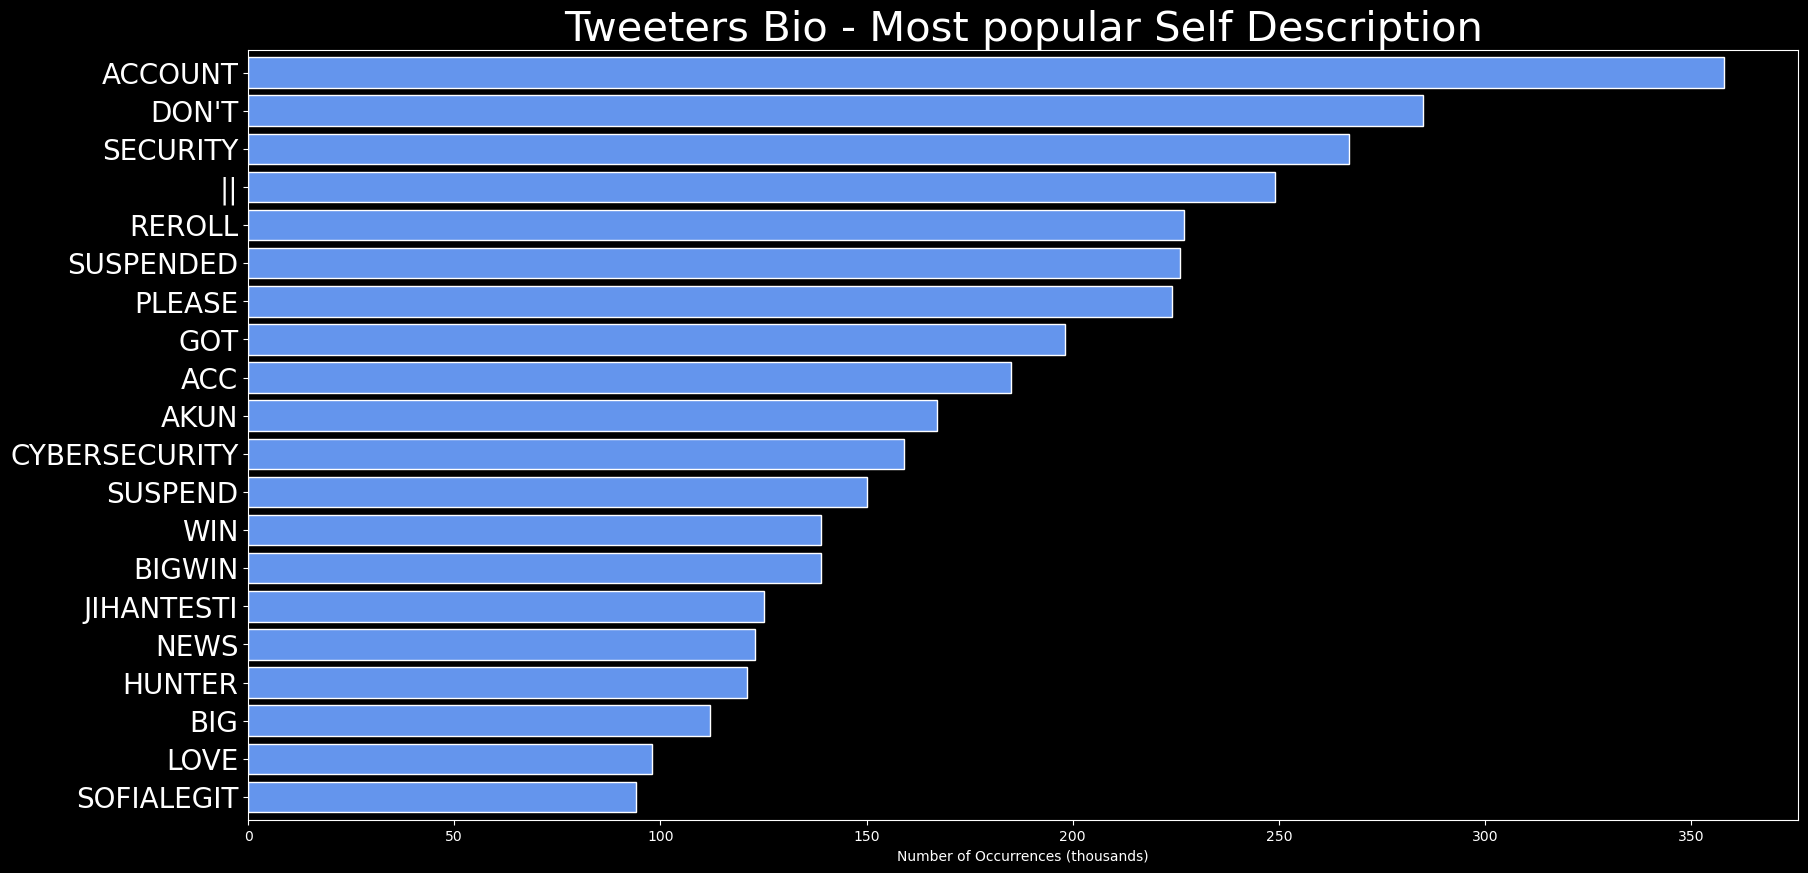 Tweeters Bio - Most popular Self Description
ACCOUNT
DON'T
SECURITY
||
REROLL
SUSPENDED
PLEASE
GOT
ACC
AKUN
CYBERSECURITY
SUSPEND
WIN
BIGWIN
JIHANTESTI
NEWS
HUNTER
BIG
LOVE
SOFIALEGIT
0 50 100 150 200 250 300 350
Number of Occurrences (thousands)